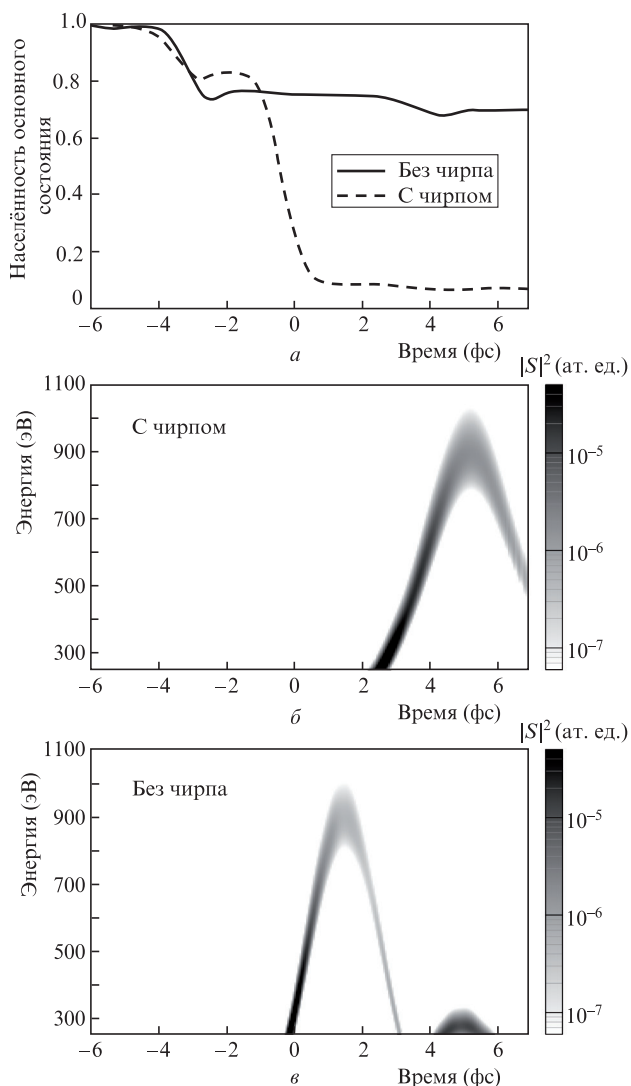 Населённость основного
состояния
1.0
0.8
0.6
0.4
0.2
0
Без чирпа
С чирпом
−6
−4
−2
0
2
4
6
а
Время (фс)
|S|² (ат. ед.)
Энергия (эВ)
1100
900
700
500
300
С чирпом
10⁻⁵
10⁻⁶
10⁻⁷
−6
−4
−2
0
2
4
6
б
Время (фс)
|S|² (ат. ед.)
Энергия (эВ)
1100
900
700
500
300
Без чирпа
10⁻⁵
10⁻⁶
10⁻⁷
−6
−4
−2
0
2
4
6
в
Время (фс)